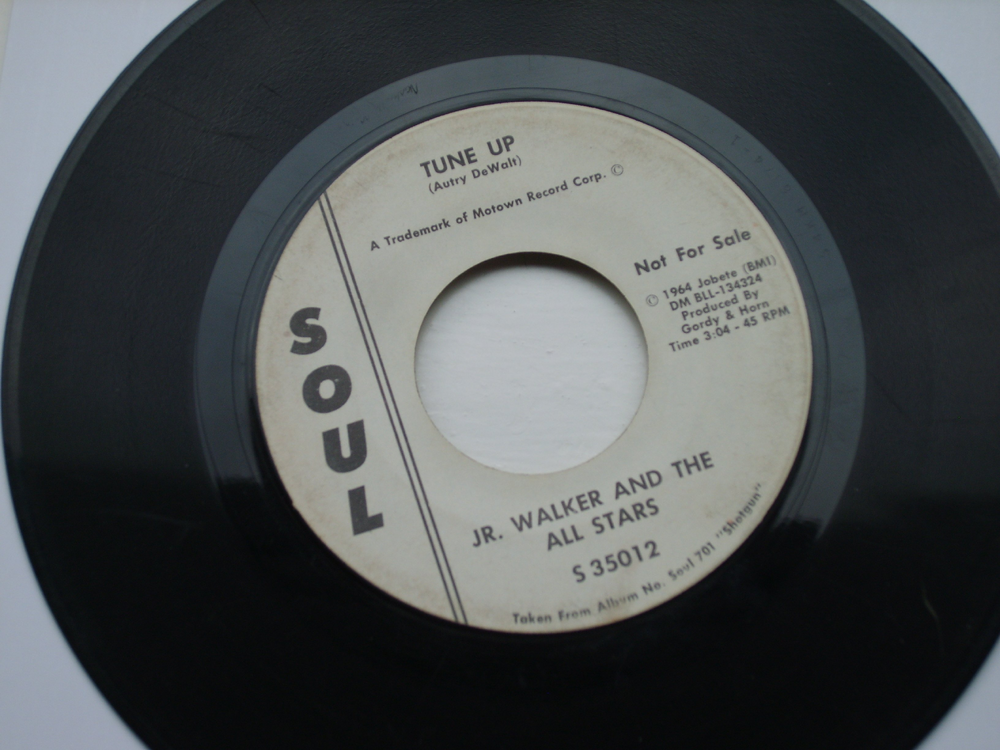 TUNE UP
(Autry DeWalt)
A Trademark of Motown Record Corp. ©
Not For Sale
© 1964 Jobete (BMI)
DM BLL-134324
Produced By
Gordy & Horn
Time 3:04 - 45 RPM
SOUL
JR. WALKER AND THE
ALL STARS
S 35012
Taken From Album No. Soul 701 "Shotgun".